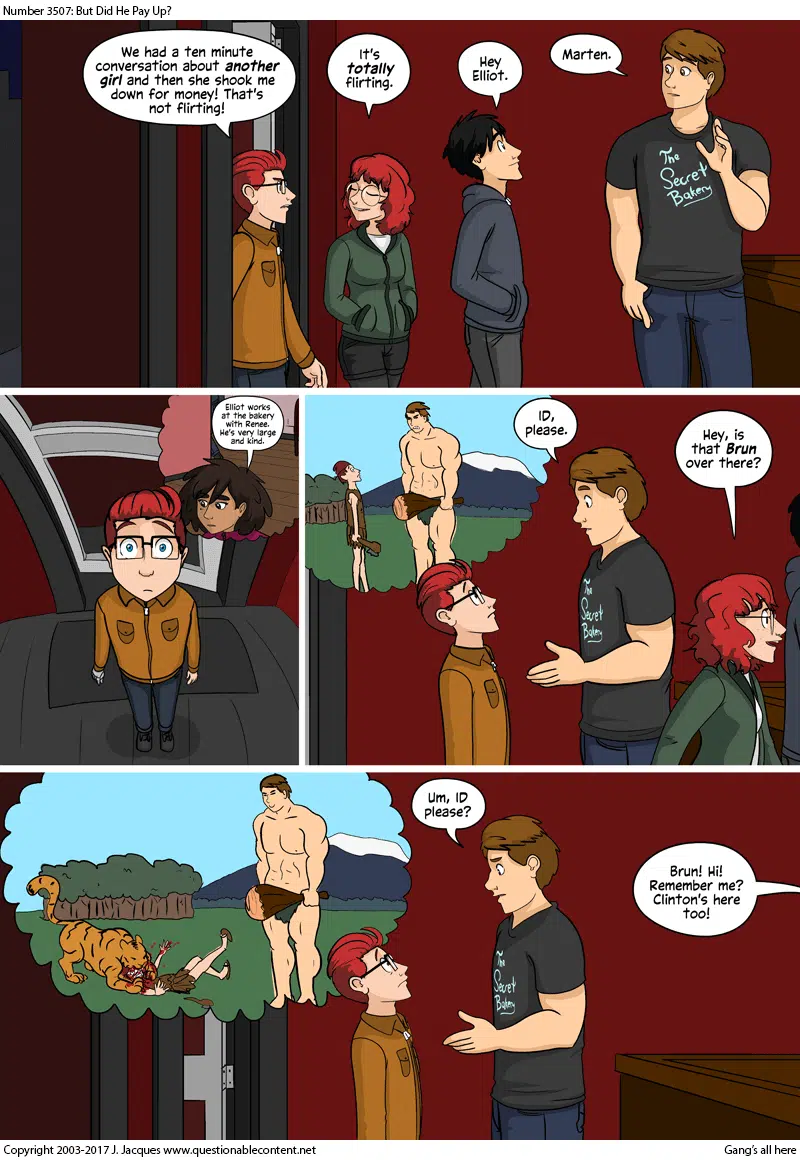 Number 3507: But Did He Pay Up?
We had a ten minute
conversation about another
girl and then she shook me
down for money! That's
not flirting!
It's
totally
flirting.
Hey
Elliot.
Marten.
The
Secret
Bakery
Elliot works
at the bakery
with Renee.
He's very large
and kind.
ID,
please.
Hey, is
that Brun
over there?
The
Secret
Bakery
Um, ID
please?
Brun! Hi!
Remember me?
Clinton's here
too!
The
Secret
Bakery
Copyright 2003-2017 J. Jacques www.questionablecontent.net
Gang's all here